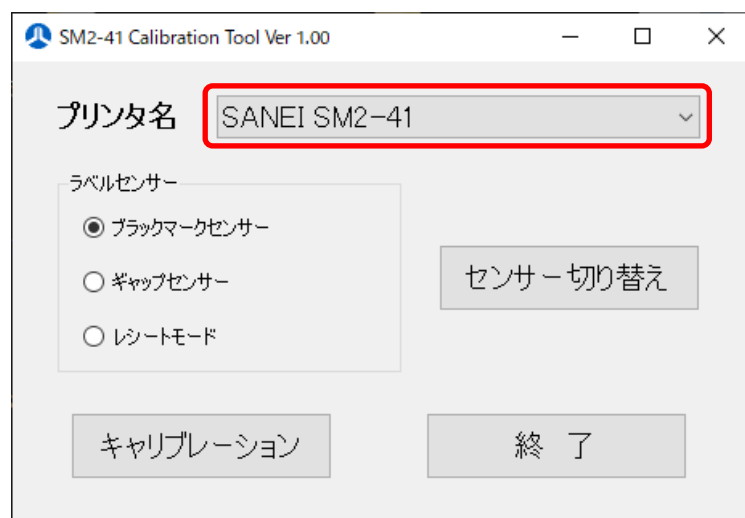 SM2-41 Calibration Tool Ver 1.00
プリンタ名 SANEI SM2-41
ラベルセンサー
ブラックマークセンサー
ギャップセンサー
センサー切り替え
レシートモード
キャリブレーション
終 了